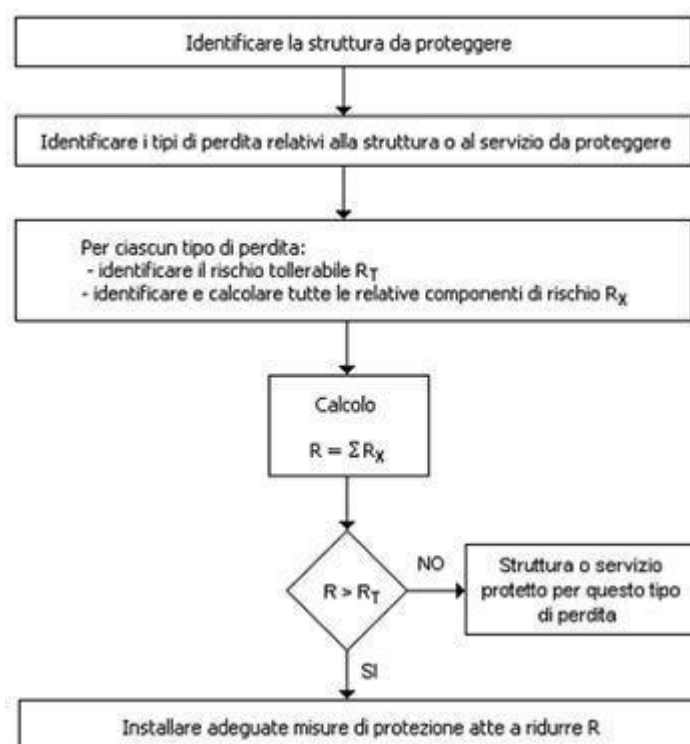 Identificare la struttura da proteggere
Identificare i tipi di perdita relativi alla struttura o al servizio da proteggere
Per ciascun tipo di perdita:
- identificare il rischio tollerabile RT
- identificare e calcolare tutte le relative componenti di rischio RX
Calcolo
R = ΣRX
R > RT
NO
Struttura o servizio
protetto per questo tipo
di perdita
SI
Installare adeguate misure di protezione atte a ridurre R